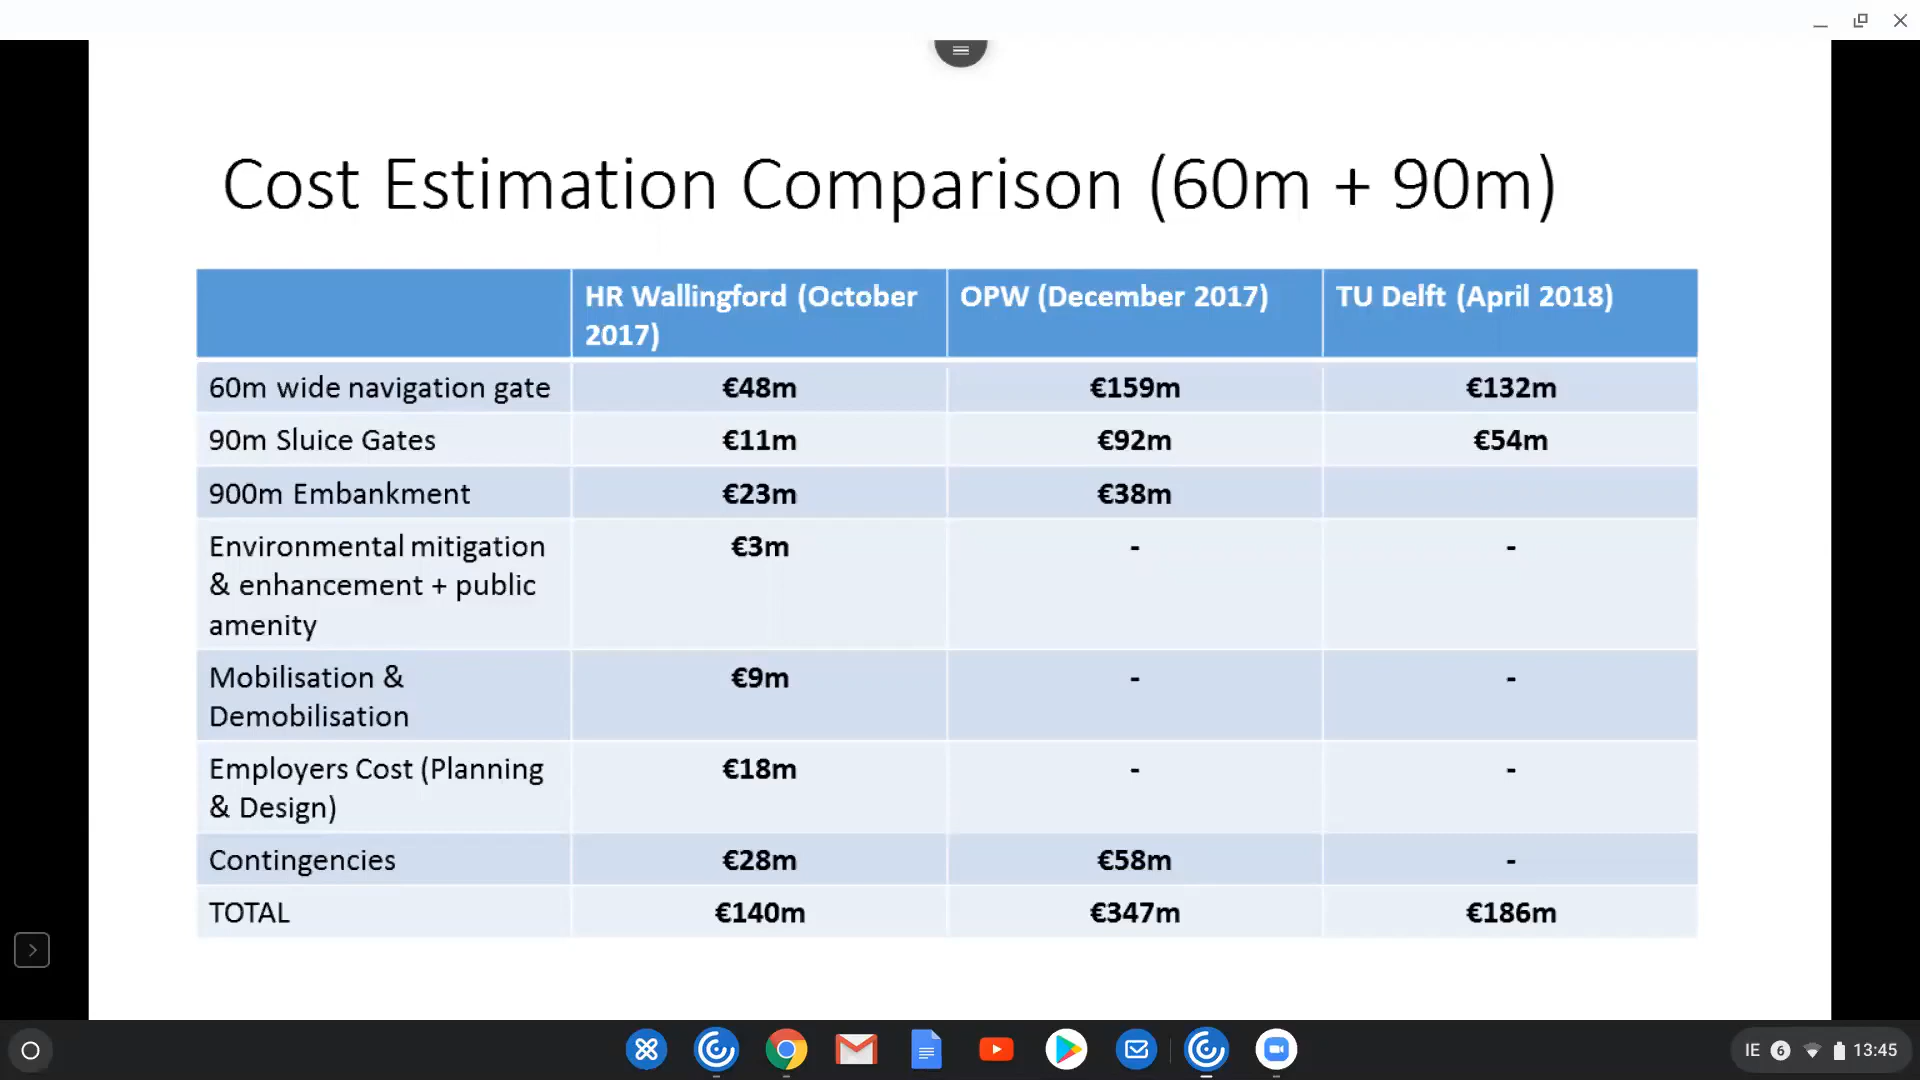 Cost Estimation Comparison (60m + 90m)
HR Wallingford (October
2017)
OPW (December 2017)
TU Delft (April 2018)
60m wide navigation gate
€48m
€159m
€132m
90m Sluice Gates
€11m
€92m
€54m
900m Embankment
€23m
€38m
Environmental mitigation
& enhancement + public
amenity
€3m
-
-
Mobilisation &
Demobilisation
€9m
-
-
Employers Cost (Planning
& Design)
€18m
-
-
Contingencies
€28m
€58m
-
TOTAL
€140m
€347m
€186m
IE 6 13:45